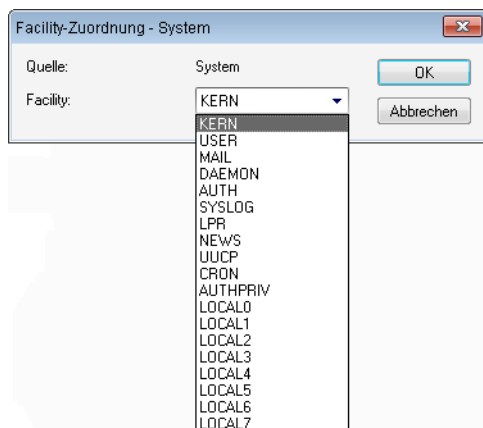 Facility-Zuordnung - System
Quelle: System OK
Facility: KERN Abbrechen
KERN
USER
MAIL
DAEMON
AUTH
SYSLOG
LPR
NEWS
UUCP
CRON
AUTHPRIV
LOCAL0
LOCAL1
LOCAL2
LOCAL3
LOCAL4
LOCAL5
LOCAL6
LOCAL7